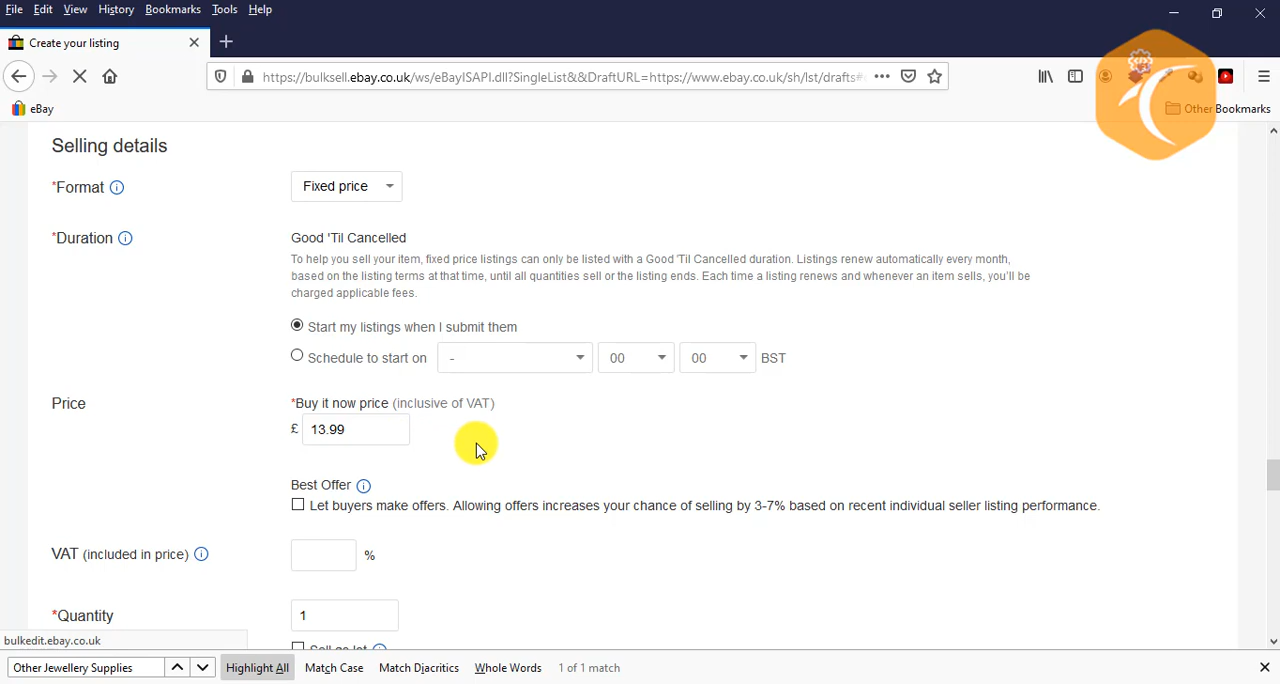 File Edit View History Bookmarks Tools Help
Create your listing
https://bulksell.ebay.co.uk/ws/eBayISAPI.dll?SingleList&&DraftURL=https://www.ebay.co.uk/sh/lst/drafts#
eBay
Other Bookmarks
Selling details
*Format
Fixed price
*Duration
Good 'Til Cancelled
To help you sell your item, fixed price listings can only be listed with a Good 'Til Cancelled duration. Listings renew automatically every month,
based on the listing terms at that time, until all quantities sell or the listing ends. Each time a listing renews and whenever an item sells, you'll be
charged applicable fees.
Start my listings when I submit them
Schedule to start on - 00 00 BST
Price
*Buy it now price (inclusive of VAT)
£ 13.99
Best Offer
Let buyers make offers. Allowing offers increases your chance of selling by 3-7% based on recent individual seller listing performance.
VAT (included in price) %
*Quantity 1
Sell as lot
bulkedit.ebay.co.uk
Other Jewellery Supplies Highlight All Match Case Match Diacritics Whole Words 1 of 1 match